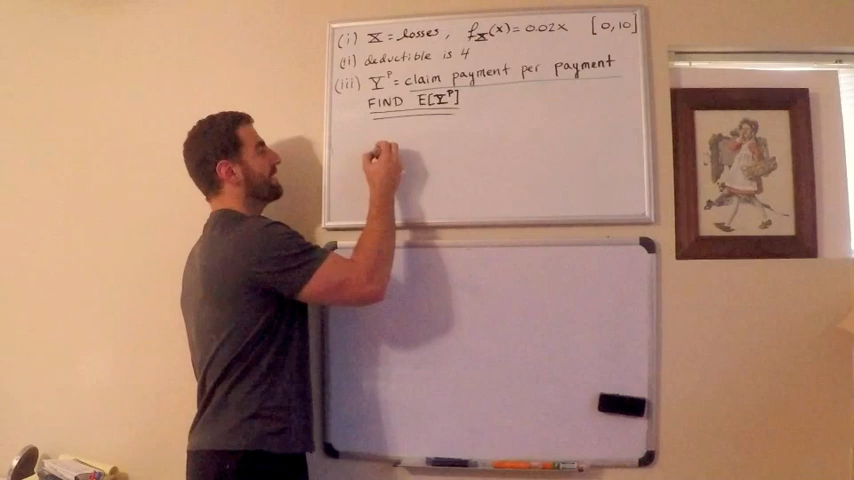 (i) X = losses, f_X(x) = 0.02x [0,10]
(ii) deductible is 4
(iii) Y^P = claim payment per payment
FIND E[Y^P]